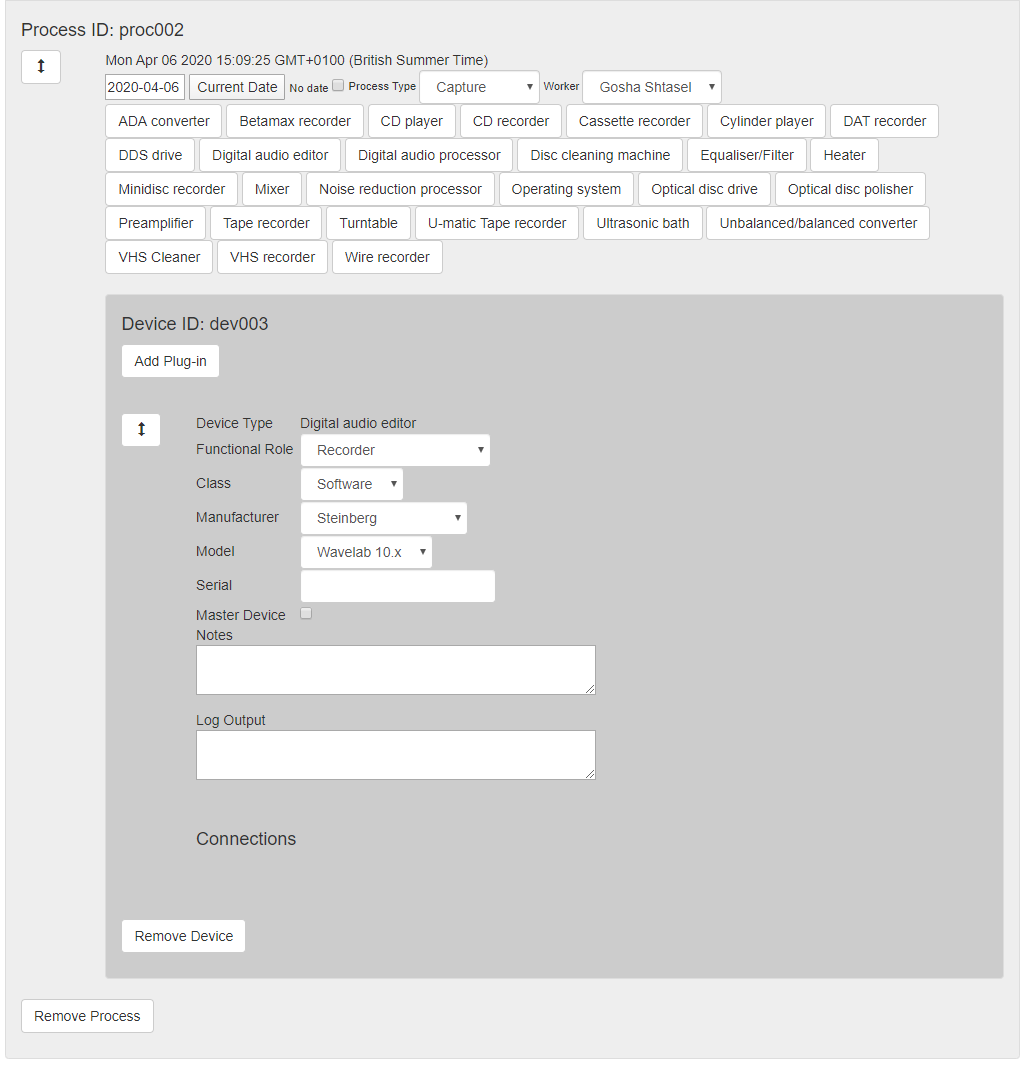 Process ID: proc002
Mon Apr 06 2020 15:09:25 GMT+0100 (British Summer Time)
2020-04-06 Current Date No date Process Type Capture Worker Gosha Shtasel
ADA converter Betamax recorder CD player CD recorder Cassette recorder Cylinder player DAT recorder
DDS drive Digital audio editor Digital audio processor Disc cleaning machine Equaliser/Filter Heater
Minidisc recorder Mixer Noise reduction processor Operating system Optical disc drive Optical disc polisher
Preamplifier Tape recorder Turntable U-matic Tape recorder Ultrasonic bath Unbalanced/balanced converter
VHS Cleaner VHS recorder Wire recorder
Device ID: dev003
Add Plug-in
Device Type Digital audio editor
Functional Role Recorder
Class Software
Manufacturer Steinberg
Model Wavelab 10.x
Serial
Master Device
Notes
Log Output
Connections
Remove Device
Remove Process